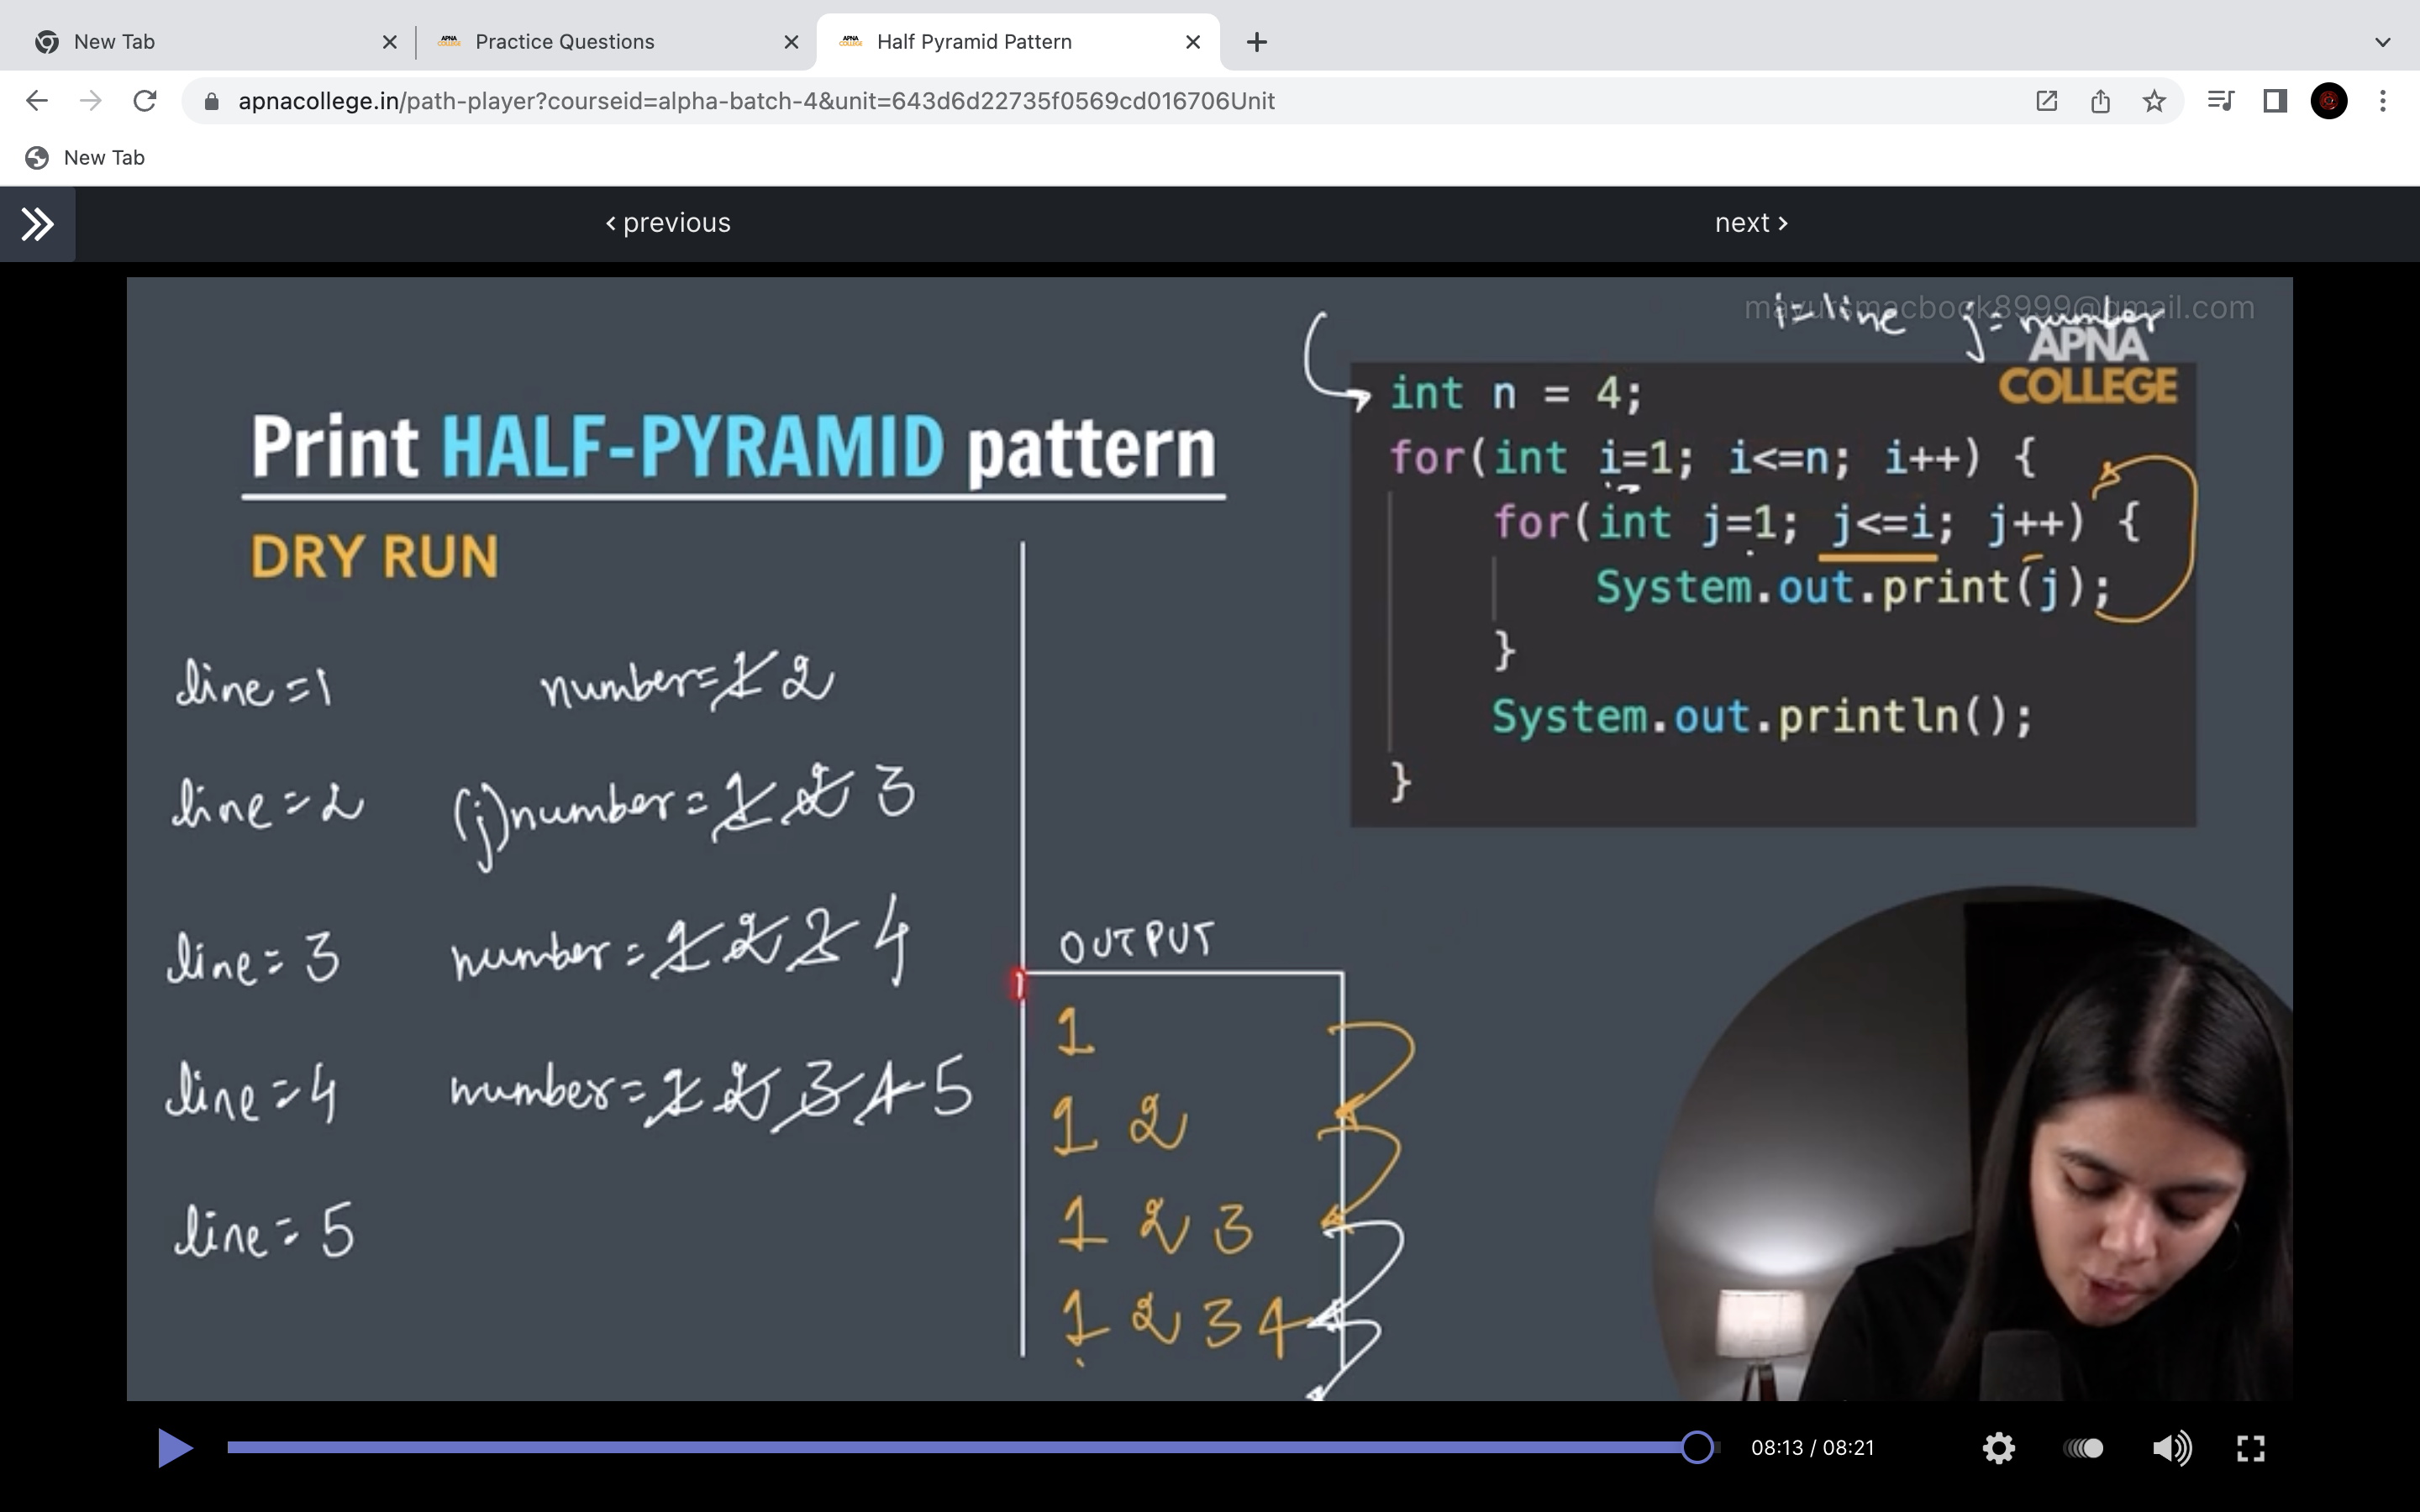 New Tab
Practice Questions
Half Pyramid Pattern
apnacollege.in/path-player?courseid=alpha-batch-4&unit=643d6d22735f0569cd016706Unit
New Tab
‹ previous
next ›
mayursmacbook8999@gmail.com
i=line j=number
APNA
COLLEGE
Print HALF-PYRAMID pattern
DRY RUN
int n = 4;
for(int i=1; i<=n; i++) {
for(int j=1; j<=i; j++) {
System.out.print(j);
}
System.out.println();
}
line=1 number=1 2
line=2 (j)number=1 2 3
line=3 number=1 2 3 4
line=4 number=1 2 3 4 5
line=5
OUTPUT
1
1 2
1 2 3
1 2 3 4
08:13 / 08:21